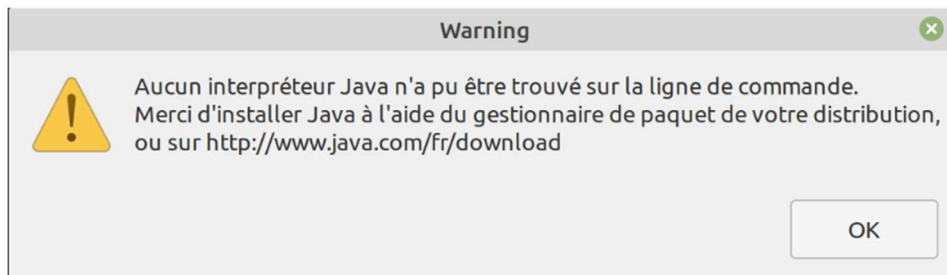 Warning
Aucun interpréteur Java n'a pu être trouvé sur la ligne de commande.
Merci d'installer Java à l'aide du gestionnaire de paquet de votre distribution,
ou sur http://www.java.com/fr/download
OK